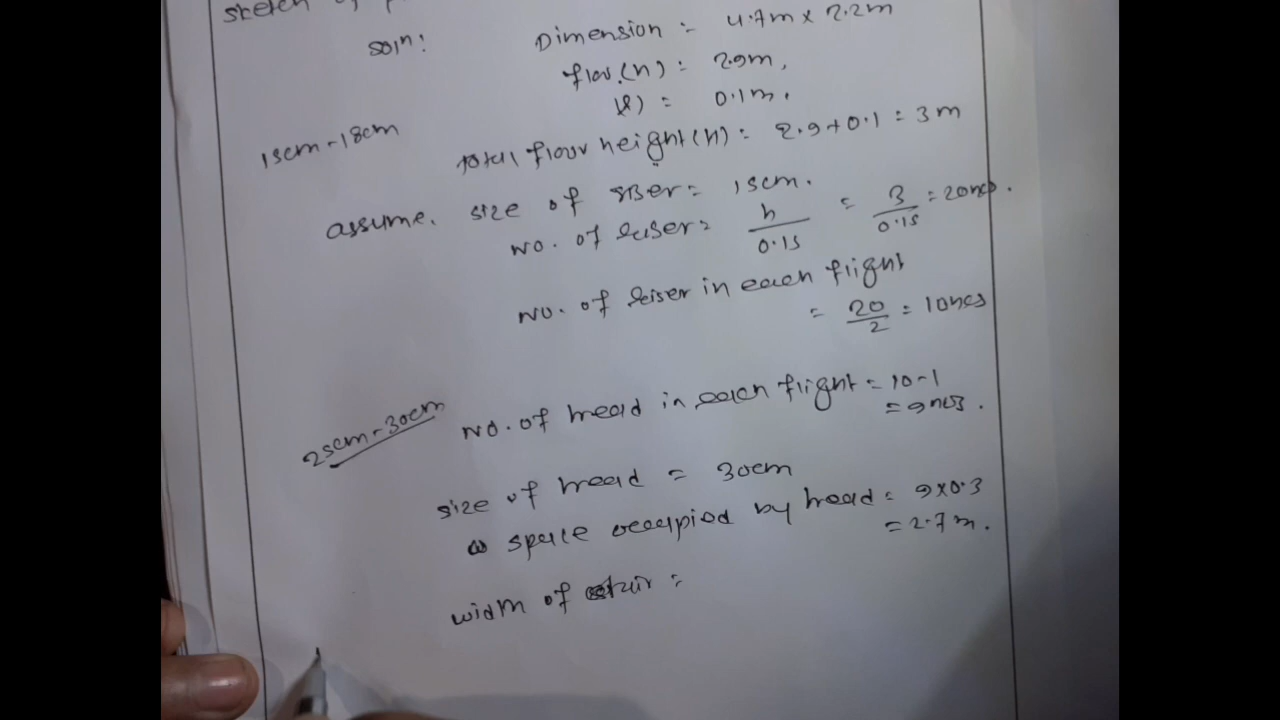 sketch of
soln: Dimension :- 4.7m x 2.2m
floor (h) : 2.9m,
= 0.1m.
15cm - 18cm
total floor height (h) : 2.9 + 0.1 = 3m
assume. size of riser = 15cm.
No. of riser = h/0.15 = 3/0.15 = 20nos.
No. of riser in each flight
= 20/2 = 10nos
25cm - 30cm
No. of tread in each flight = 10-1
= 9nos.
size of tread = 30cm
space occupied by tread = 9x0.3
= 2.7m.
width of stair =